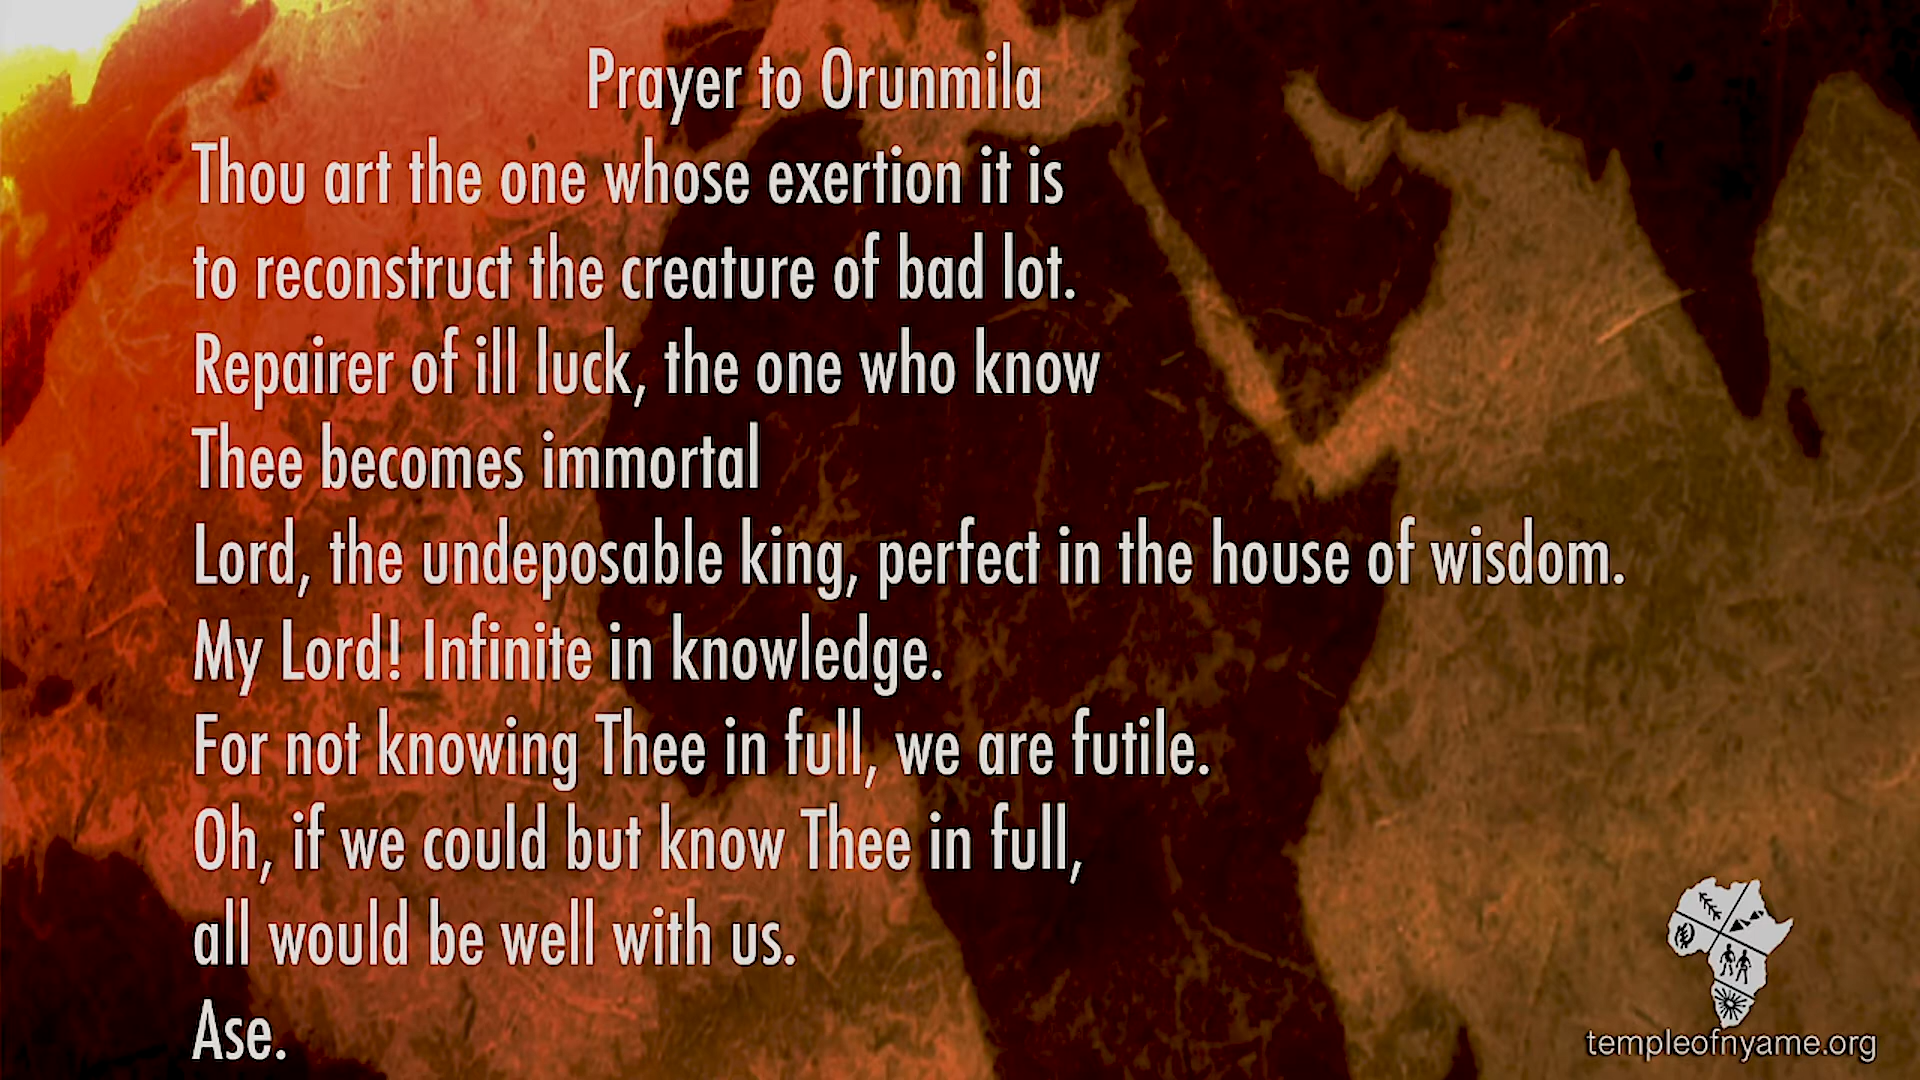 Prayer to Orunmila
Thou art the one whose exertion it is
to reconstruct the creature of bad lot.
Repairer of ill luck, the one who know
Thee becomes immortal
Lord, the undeposable king, perfect in the house of wisdom.
My Lord! Infinite in knowledge.
For not knowing Thee in full, we are futile.
Oh, if we could but know Thee in full,
all would be well with us.
Ase.
templeofnyame.org